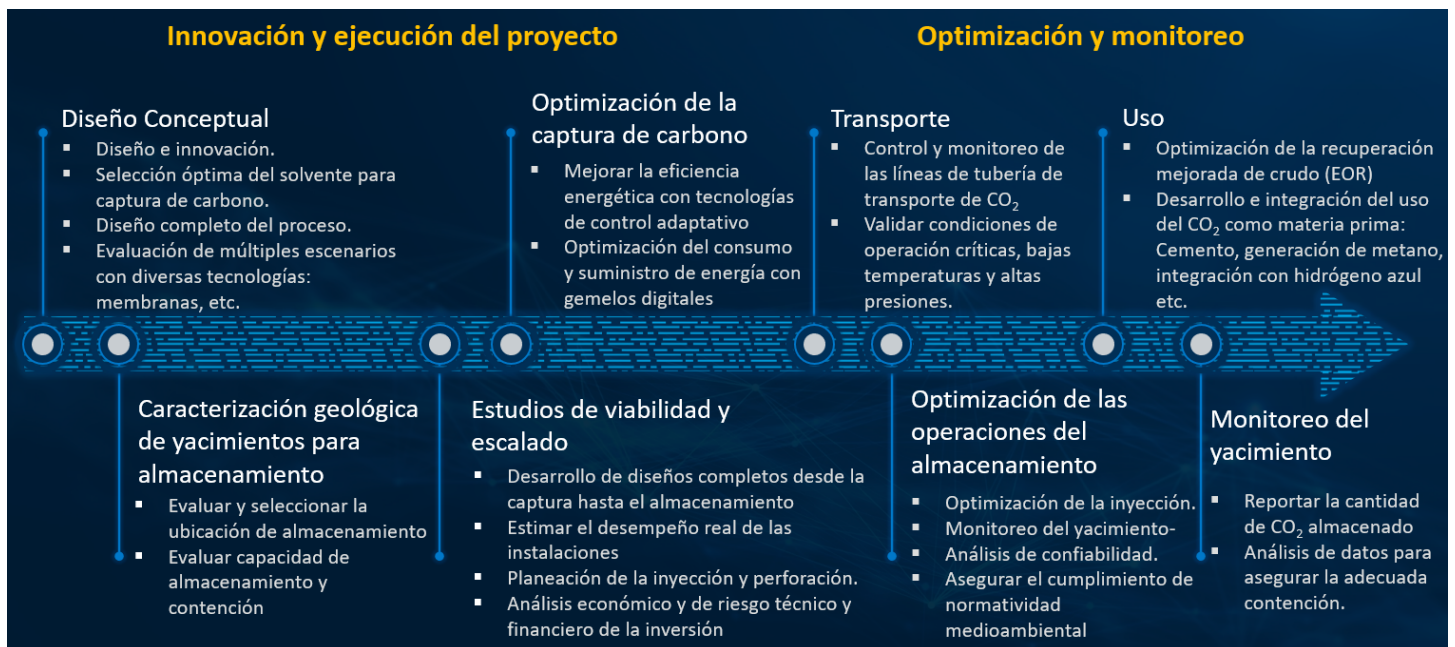 Innovación y ejecución del proyecto
Optimización y monitoreo
Diseño Conceptual
▪ Diseño e innovación.
▪ Selección óptima del solvente para
captura de carbono.
▪ Diseño completo del proceso.
▪ Evaluación de múltiples escenarios
con diversas tecnologías:
membranas, etc.
Optimización de la
captura de carbono
▪ Mejorar la eficiencia
energética con tecnologías
de control adaptativo
▪ Optimización del consumo
y suministro de energía con
gemelos digitales
Transporte
▪ Control y monitoreo de
las líneas de tubería de
transporte de CO₂
▪ Validar condiciones de
operación críticas, bajas
temperaturas y altas
presiones.
Uso
▪ Optimización de la recuperación
mejorada de crudo (EOR)
▪ Desarrollo e integración del uso
del CO₂ como materia prima:
Cemento, generación de metano,
integración con hidrógeno azul
etc.
Caracterización geológica
de yacimientos para
almacenamiento
▪ Evaluar y seleccionar la
ubicación de almacenamiento
▪ Evaluar capacidad de
almacenamiento y
contención
Estudios de viabilidad y
escalado
▪ Desarrollo de diseños completos desde la
captura hasta el almacenamiento
▪ Estimar el desempeño real de las
instalaciones
▪ Planeación de la inyección y perforación.
▪ Análisis económico y de riesgo técnico y
financiero de la inversión
Optimización de las
operaciones del
almacenamiento
▪ Optimización de la inyección.
▪ Monitoreo del yacimiento-
▪ Análisis de confiabilidad.
▪ Asegurar el cumplimiento de
normatividad
medioambiental
Monitoreo del
yacimiento
▪ Reportar la cantidad
de CO₂ almacenado
▪ Análisis de datos para
asegurar la adecuada
contención.